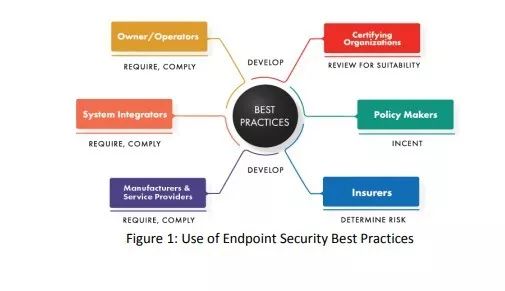 Owner/Operators
REQUIRE, COMPLY
DEVELOP
Certifying
Organizations
REVIEW FOR SUITABILITY
System Integrators
REQUIRE, COMPLY
BEST
PRACTICES
Policy Makers
INCENT
Manufacturers &
Service Providers
REQUIRE, COMPLY
DEVELOP
Insurers
DETERMINE RISK
Figure 1: Use of Endpoint Security Best Practices